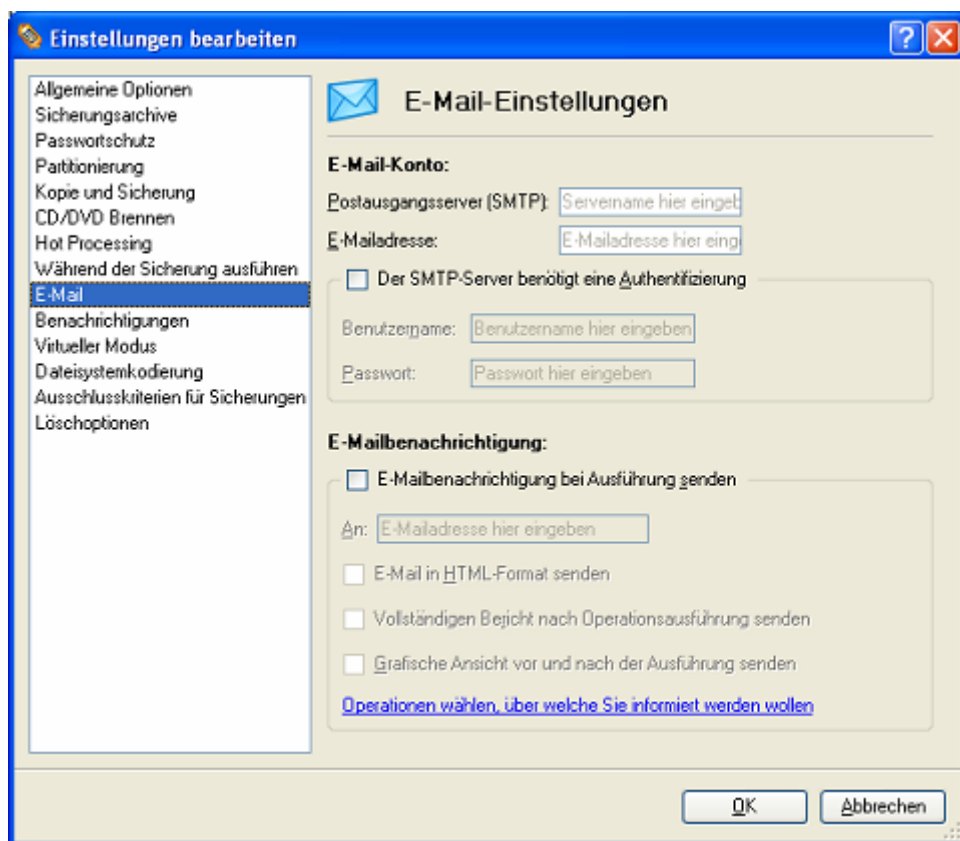 Einstellungen bearbeiten
Allgemeine Optionen
Sicherungsarchive
Passwortschutz
Partitionierung
Kopie und Sicherung
CD/DVD Brennen
Hot Processing
Während der Sicherung ausführen
E-Mail
Benachrichtigungen
Virtueller Modus
Dateisystemkodierung
Ausschlusskriterien für Sicherungen
Löschoptionen
E-Mail-Einstellungen
E-Mail-Konto:
Postausgangsserver (SMTP): Servername hier eingeb
E-Mailadresse: E-Mailadresse hier eing
Der SMTP-Server benötigt eine Authentifizierung
Benutzername: Benutzername hier eingeben
Passwort: Passwort hier eingeben
E-Mailbenachrichtigung:
E-Mailbenachrichtigung bei Ausführung senden
An: E-Mailadresse hier eingeben
E-Mail in HTML-Format senden
Vollständigen Bericht nach Operationsausführung senden
Grafische Ansicht vor und nach der Ausführung senden
Operationen wählen, über welche Sie informiert werden wollen
OK Abbrechen